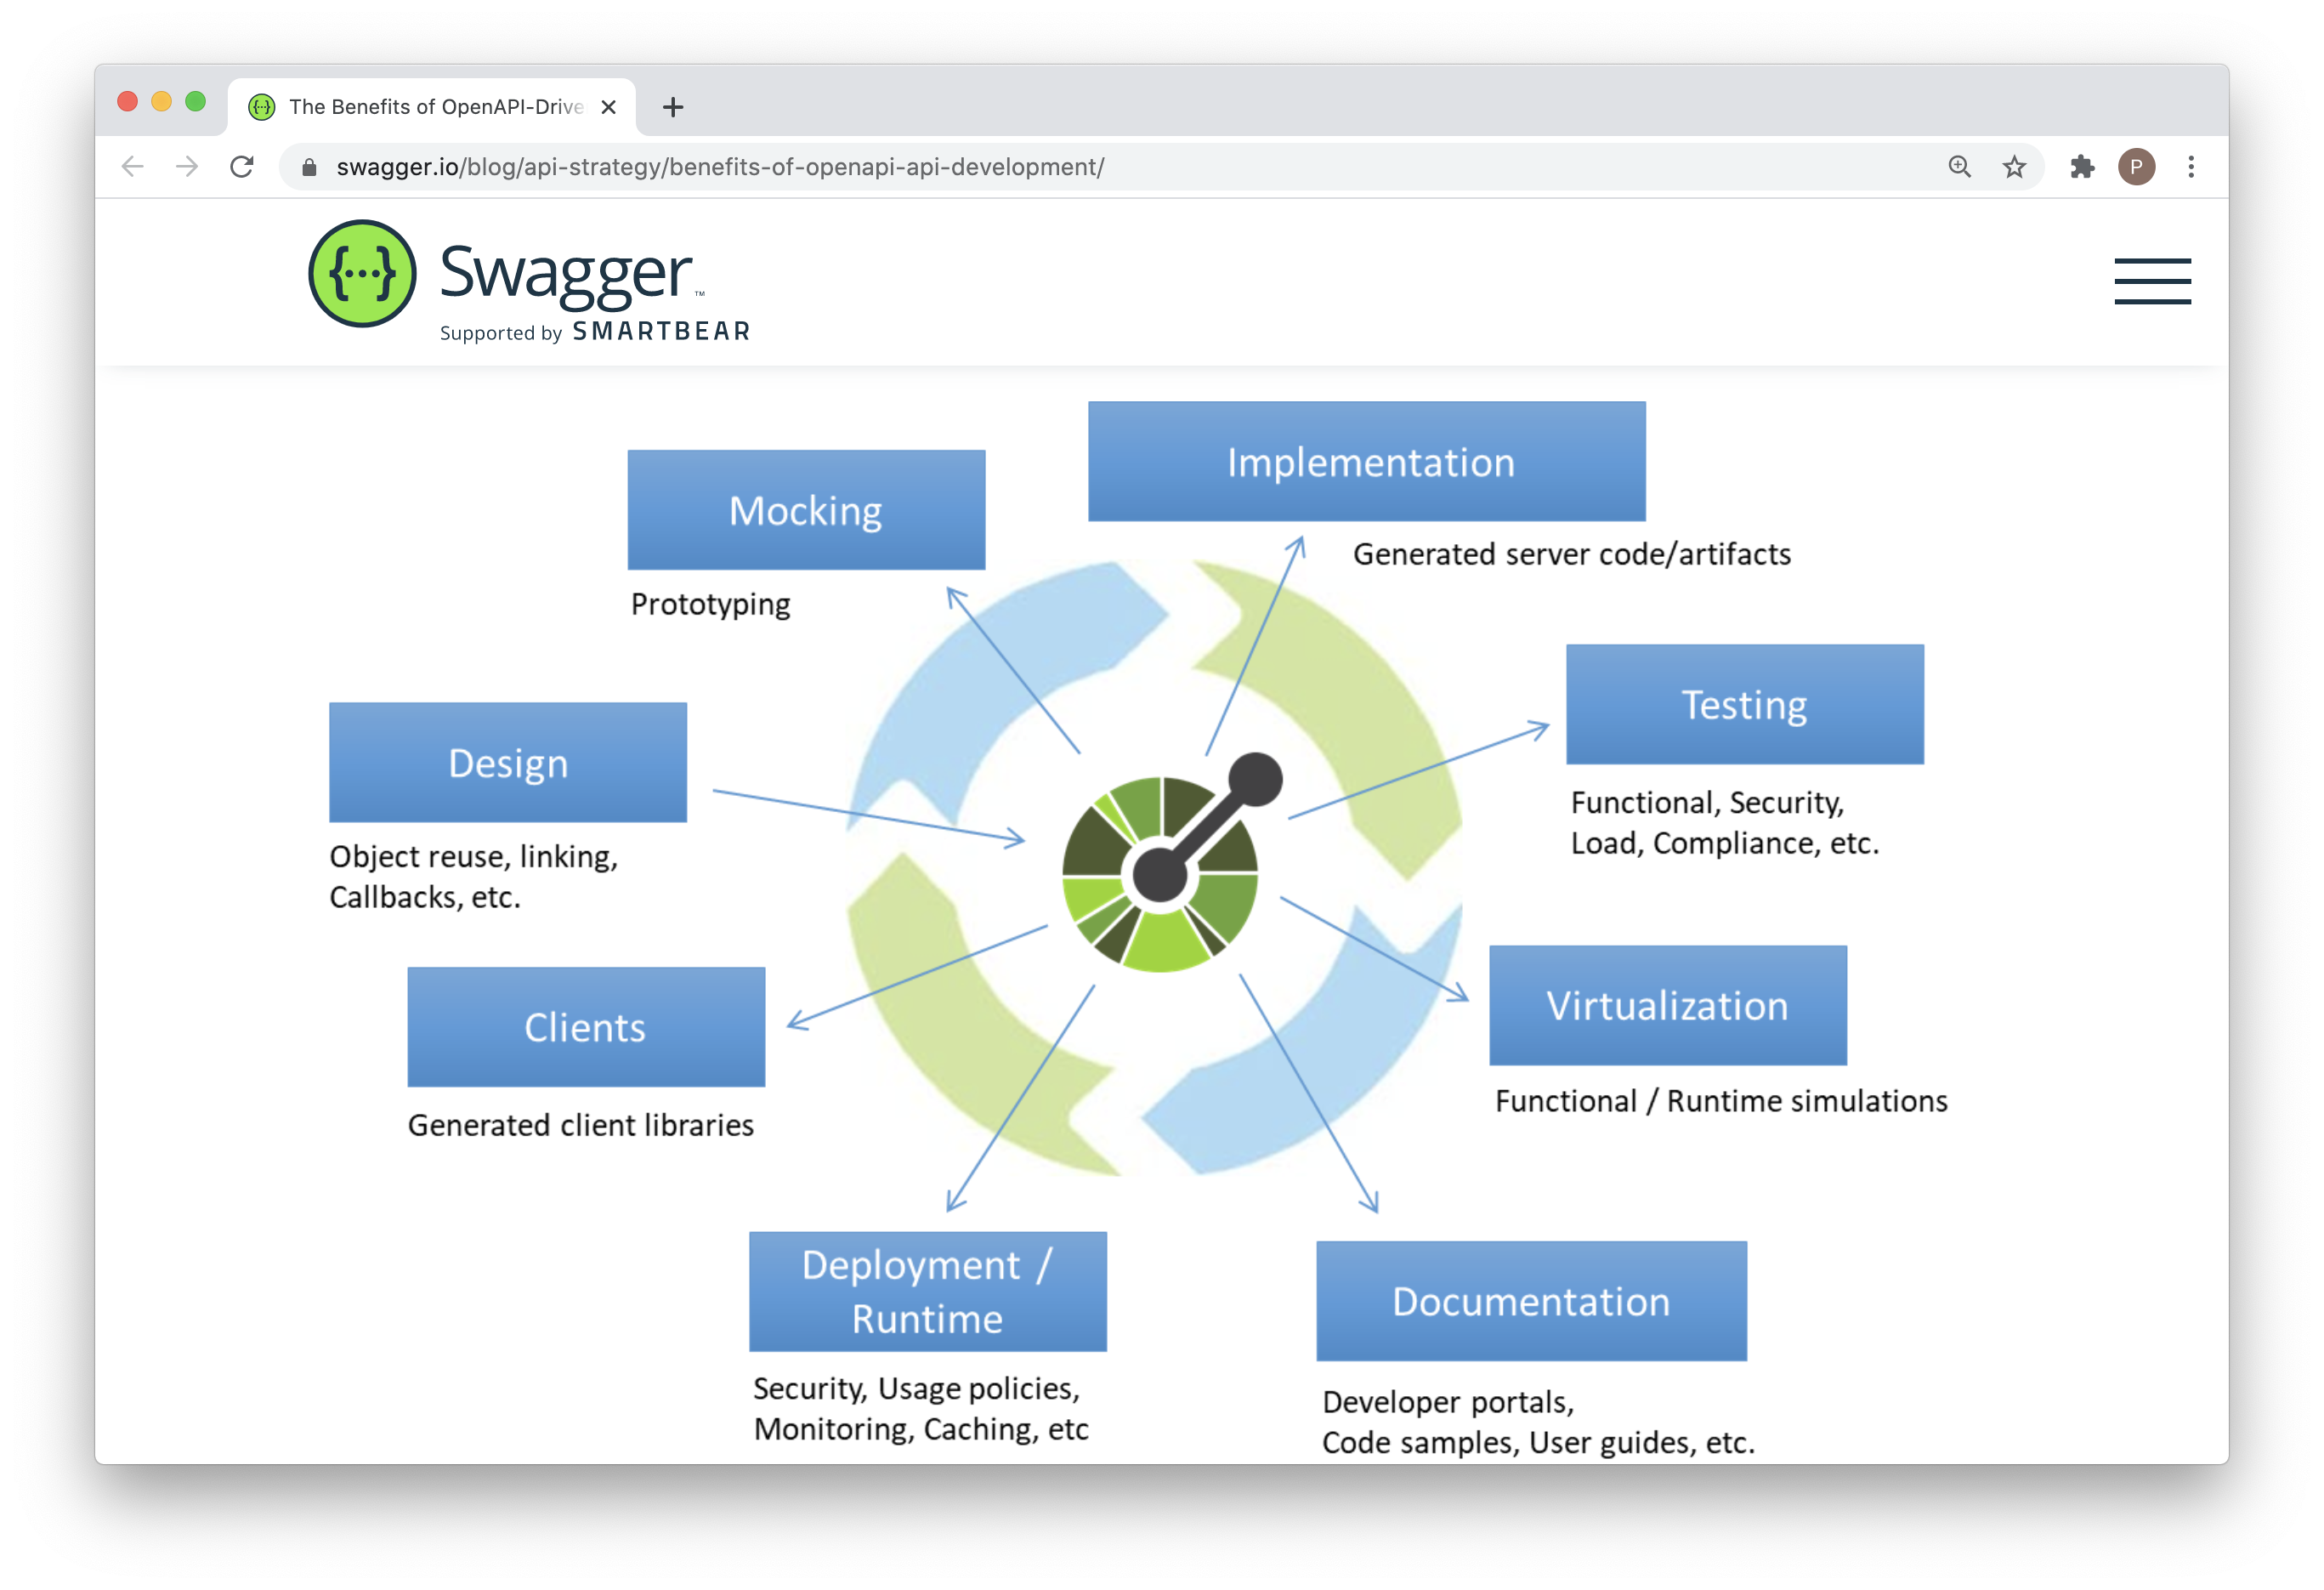 The Benefits of OpenAPI-Drive
swagger.io/blog/api-strategy/benefits-of-openapi-api-development/
P
{···} Swagger™
Supported by SMARTBEAR
Implementation
Generated server code/artifacts
Mocking
Prototyping
Testing
Functional, Security,
Load, Compliance, etc.
Design
Object reuse, linking,
Callbacks, etc.
Virtualization
Functional / Runtime simulations
Clients
Generated client libraries
Deployment /
Runtime
Security, Usage policies,
Monitoring, Caching, etc
Documentation
Developer portals,
Code samples, User guides, etc.